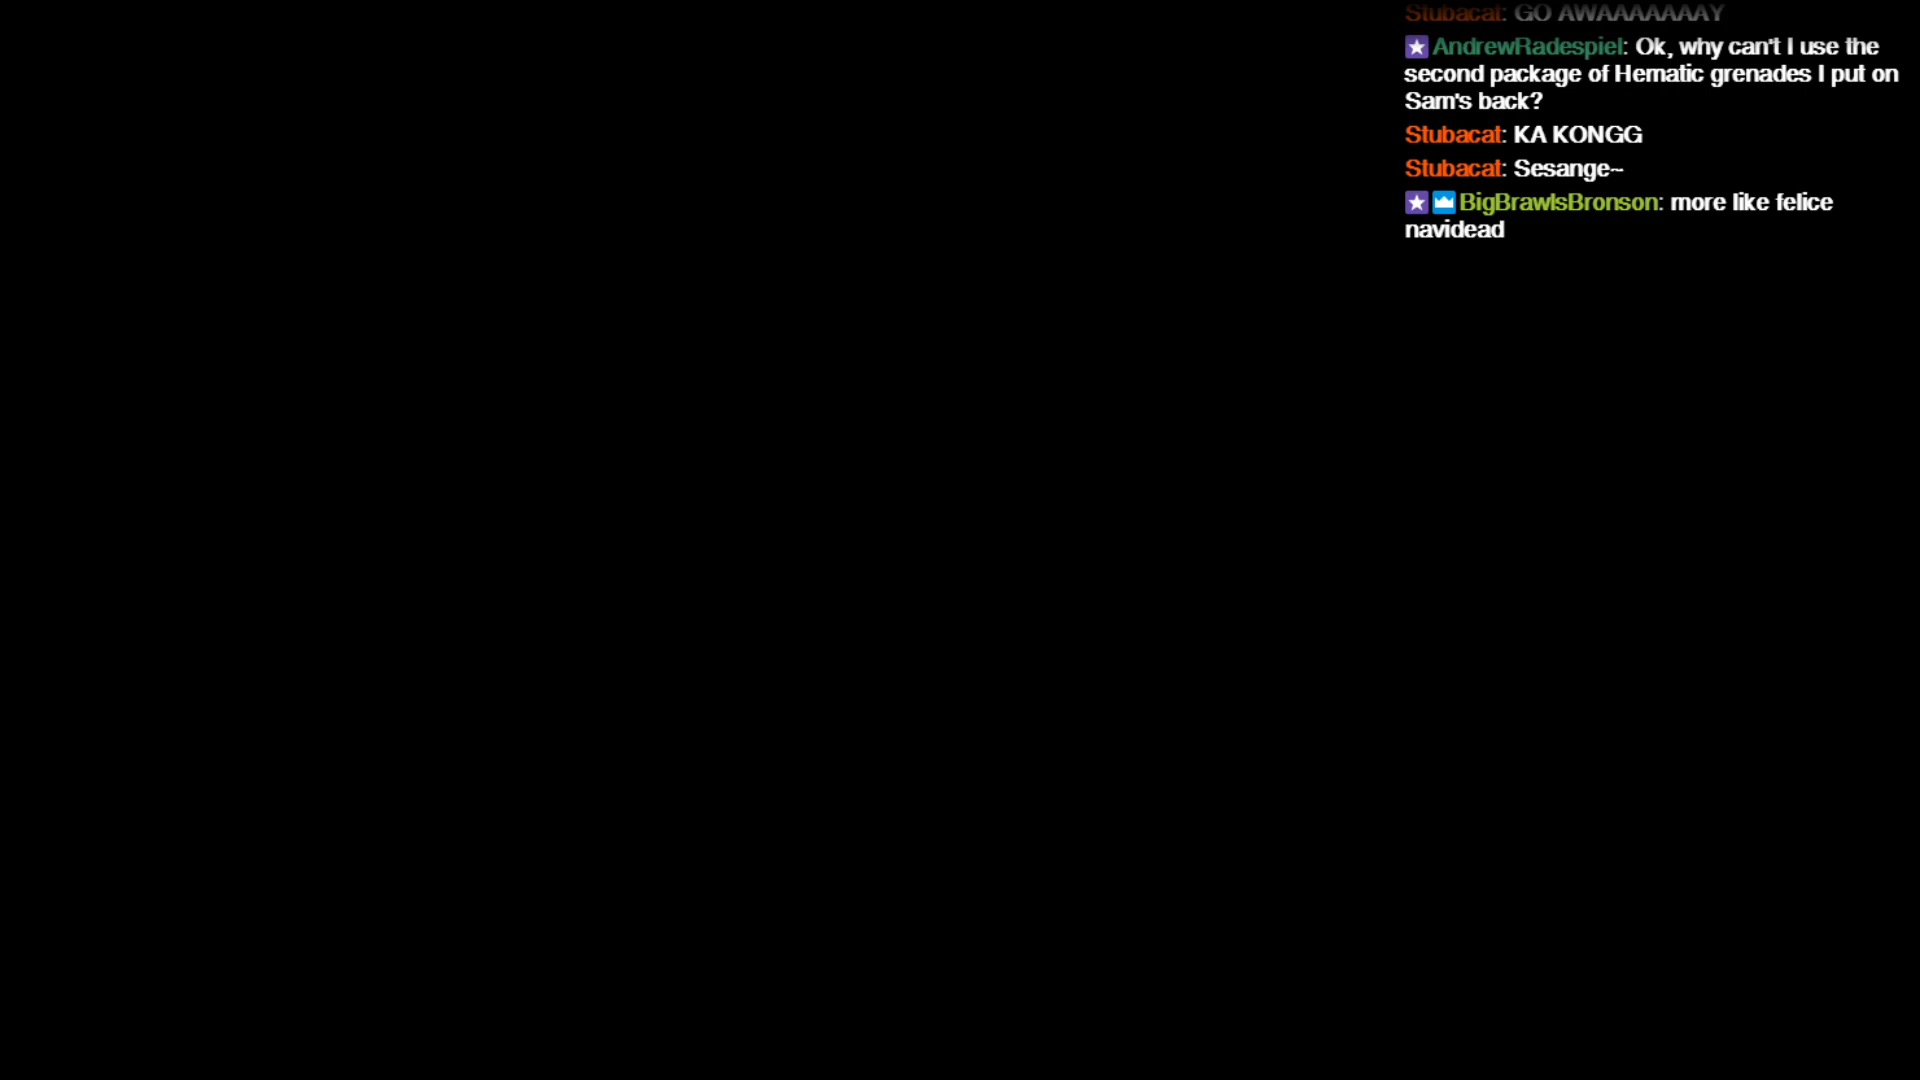 Stubacat: GO AWAAAAAAAY
AndrewRadespiel: Ok, why can't I use the
second package of Hematic grenades I put on
Sam's back?
Stubacat: KA KONGG
Stubacat: Sesange~
BigBrawlsBronson: more like felice
navidead